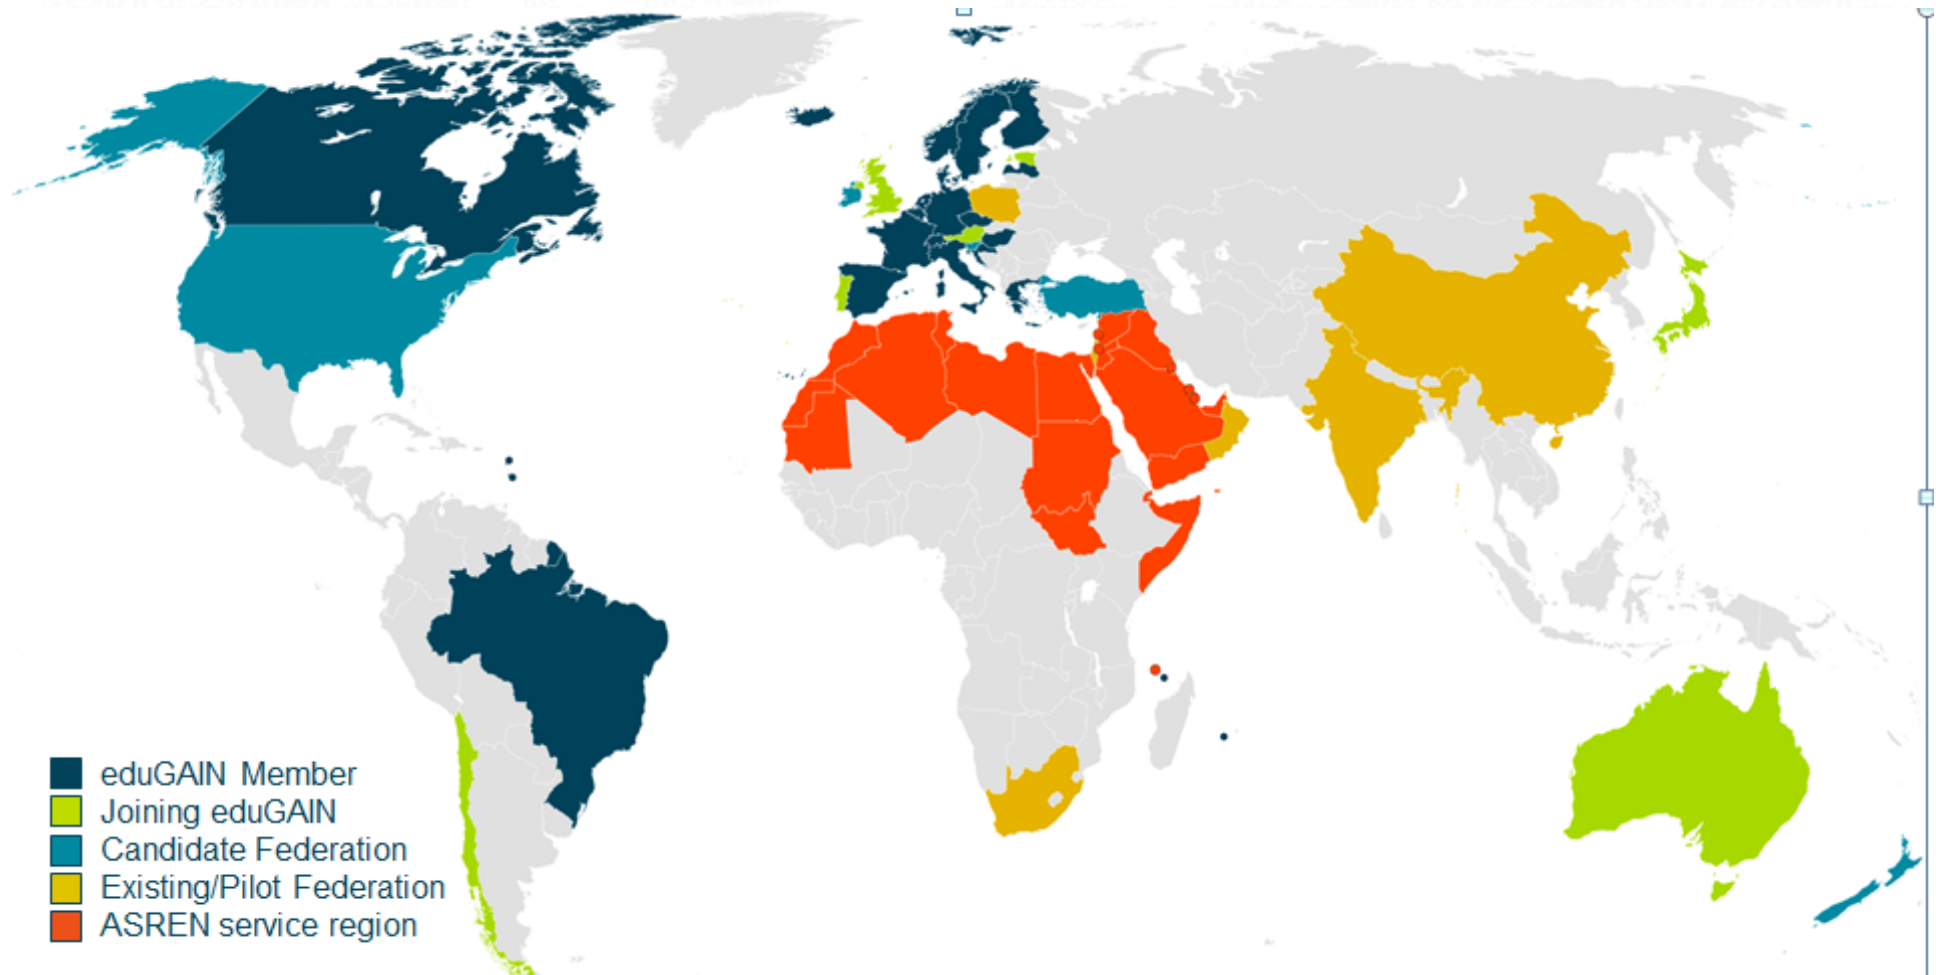 eduGAIN Member
Joining eduGAIN
Candidate Federation
Existing/Pilot Federation
ASREN service region